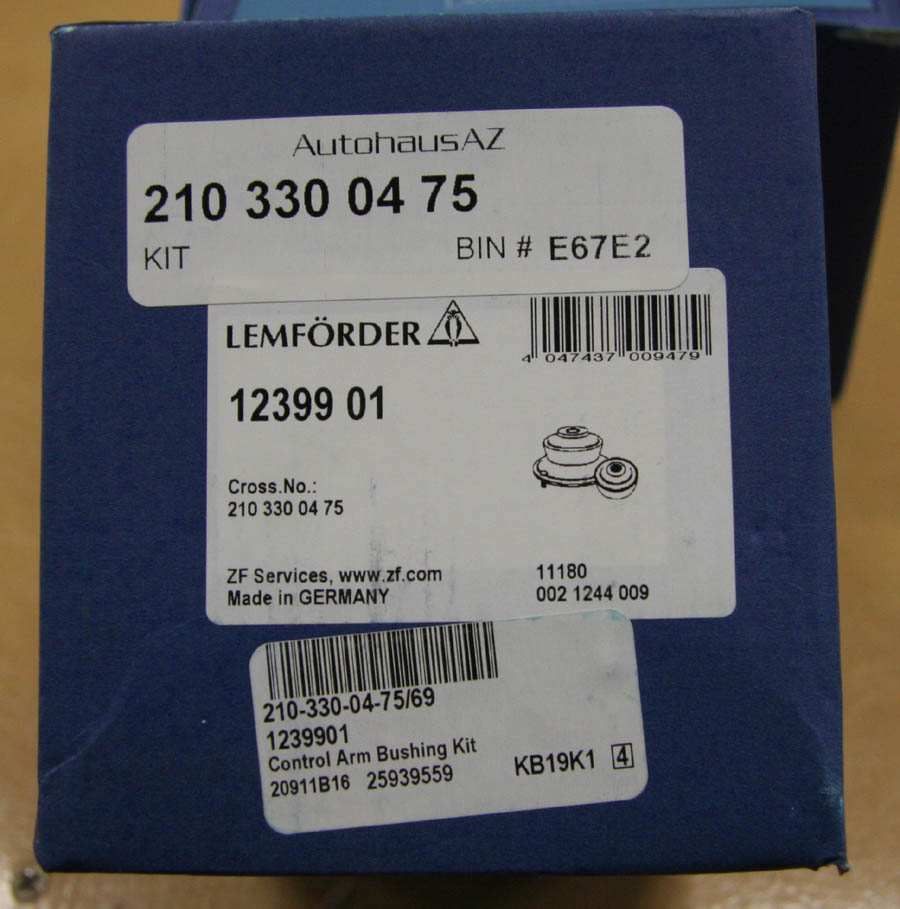 AutohausAZ
210 330 04 75
KIT BIN # E67E2
LEMFÖRDER
4 047437 009479
12399 01
Cross.No.:
210 330 04 75
ZF Services, www.zf.com 11180
Made in GERMANY 002 1244 009
210-330-04-75/69
1239901
Control Arm Bushing Kit
20911B16 25939559 KB19K1 4